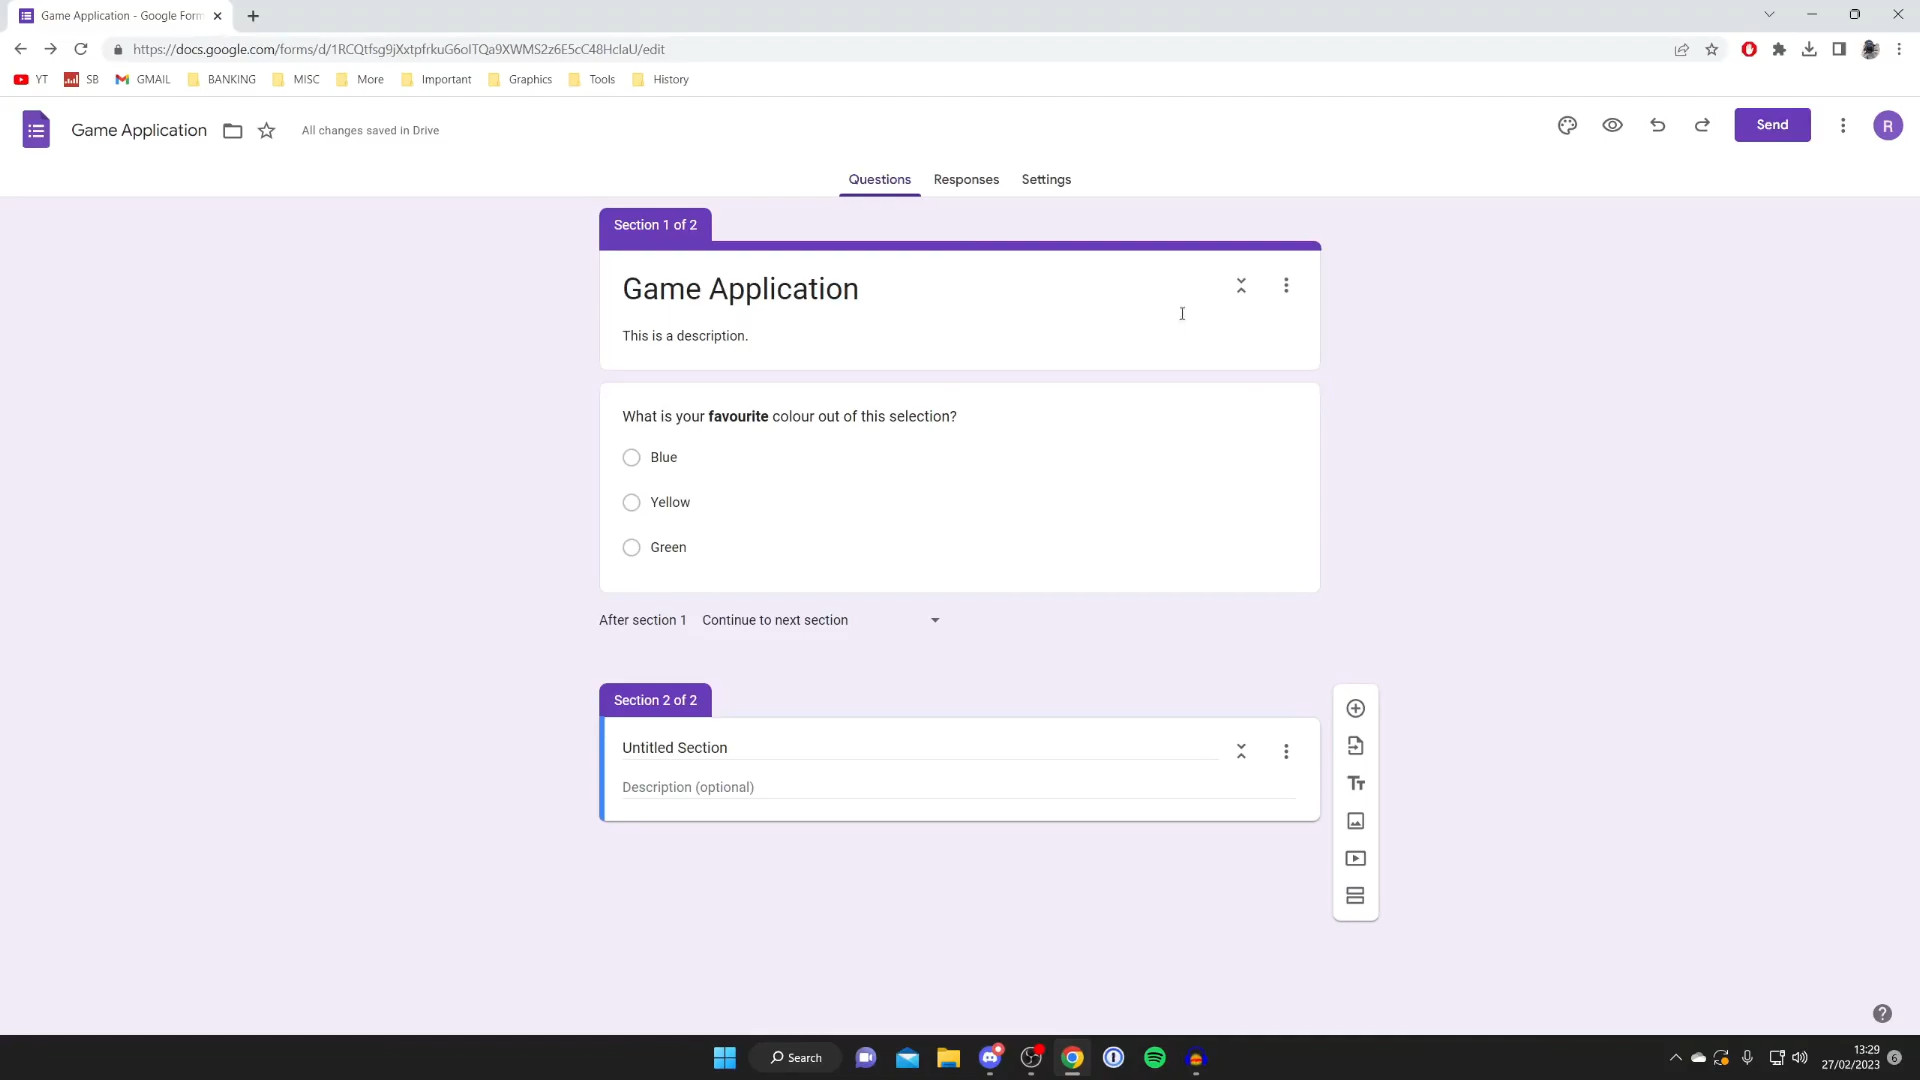 Game Application - Google Form
https://docs.google.com/forms/d/1RCQtfsg9jXxtpfrkuG6oITQa9XWMS2z6E5cC48HcIaU/edit
YT SB GMAIL BANKING MISC More Important Graphics Tools History
Game Application All changes saved in Drive Send R
Questions Responses Settings
Section 1 of 2
Game Application
This is a description.
What is your favourite colour out of this selection?
Blue
Yellow
Green
After section 1 Continue to next section
Section 2 of 2
Untitled Section
Description (optional)
Tt
Search
13:29
27/02/2023
6